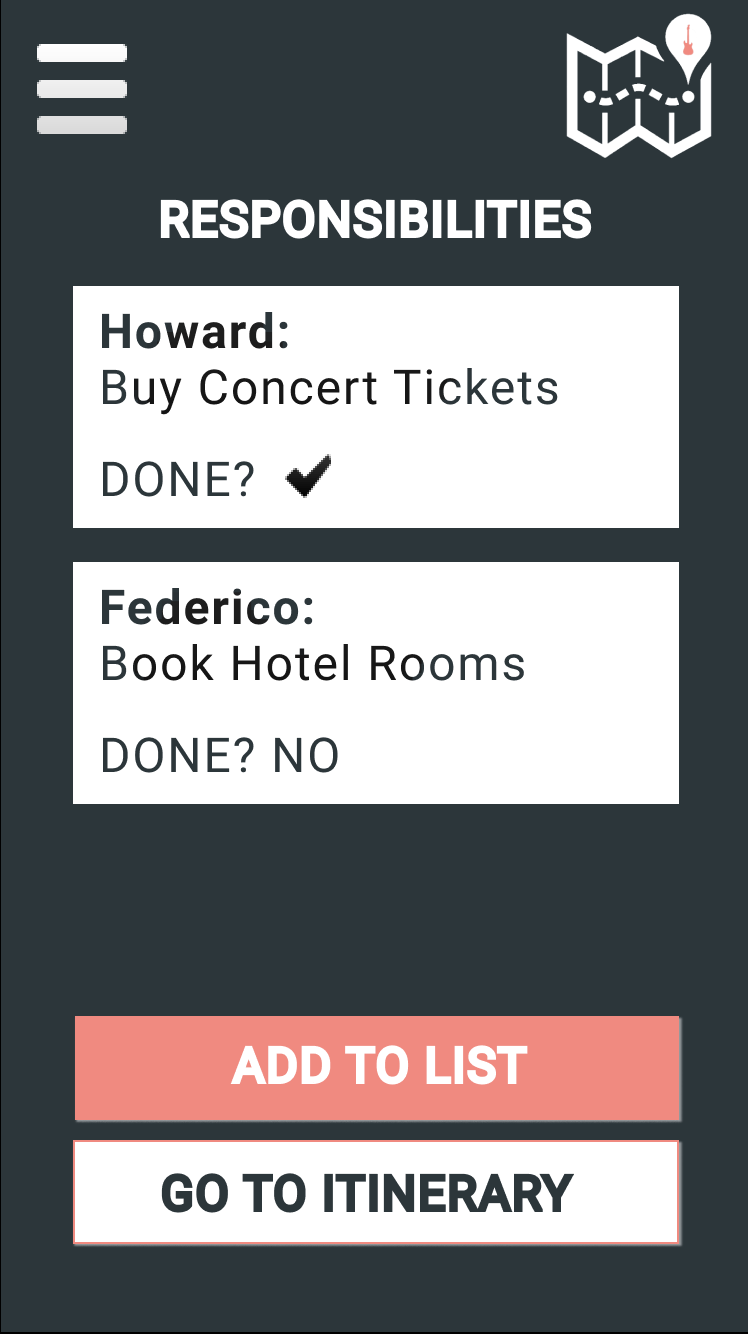 RESPONSIBILITIES
Howard:
Buy Concert Tickets
DONE?
Federico:
Book Hotel Rooms
DONE? NO
ADD TO LIST
GO TO ITINERARY